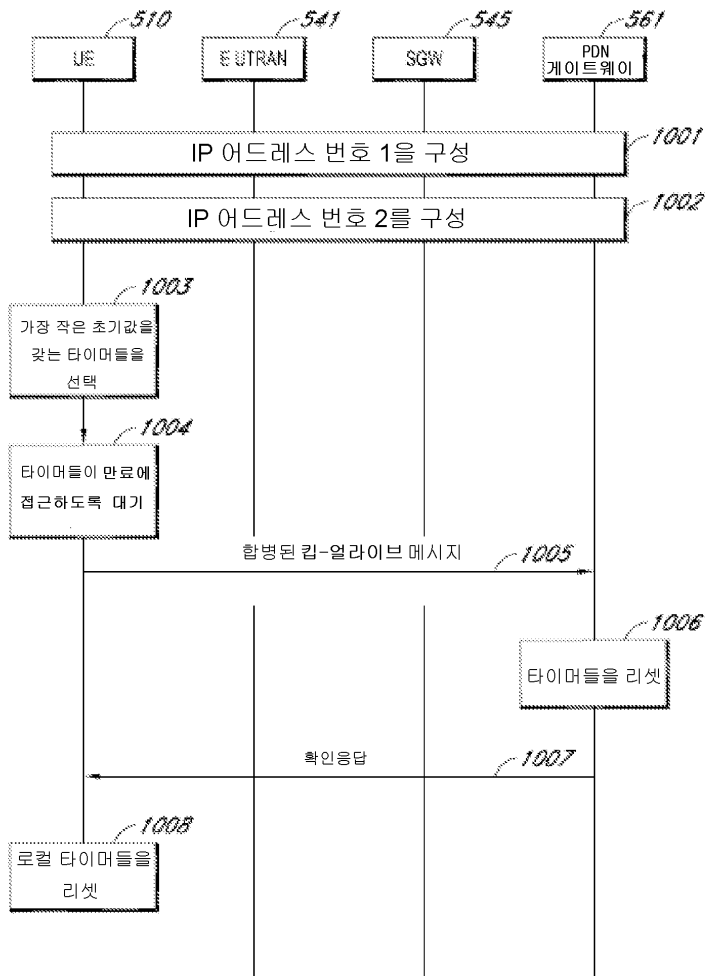 510
541
545
561
UE
E UTRAN
SGW
PDN
게이트웨이
1001
IP 어드레스 번호 1을 구성
1002
IP 어드레스 번호 2를 구성
1003
가장 작은 초기값을
갖는 타이머들을
선택
1004
타이머들이 만료에
접근하도록 대기
합병된 킵-얼라이브 메시지
1005
1006
타이머들을 리셋
확인응답
1007
1008
로컬 타이머들을
리셋